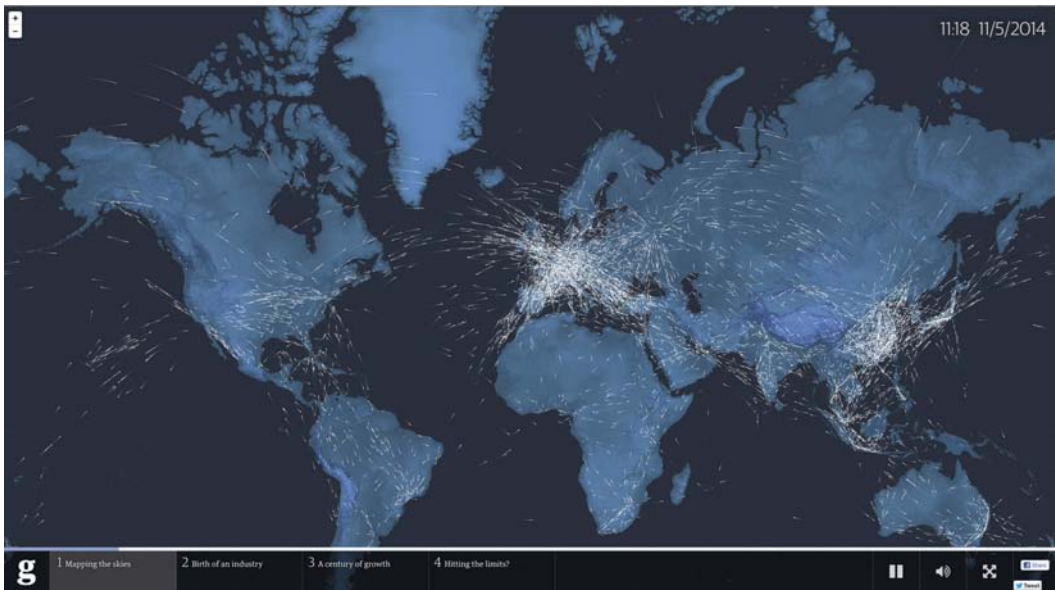 +
−
11:18 11/5/2014
g
1 Mapping the skies
2 Birth of an industry
3 A century of growth
4 Hitting the limits?
Share
Tweet